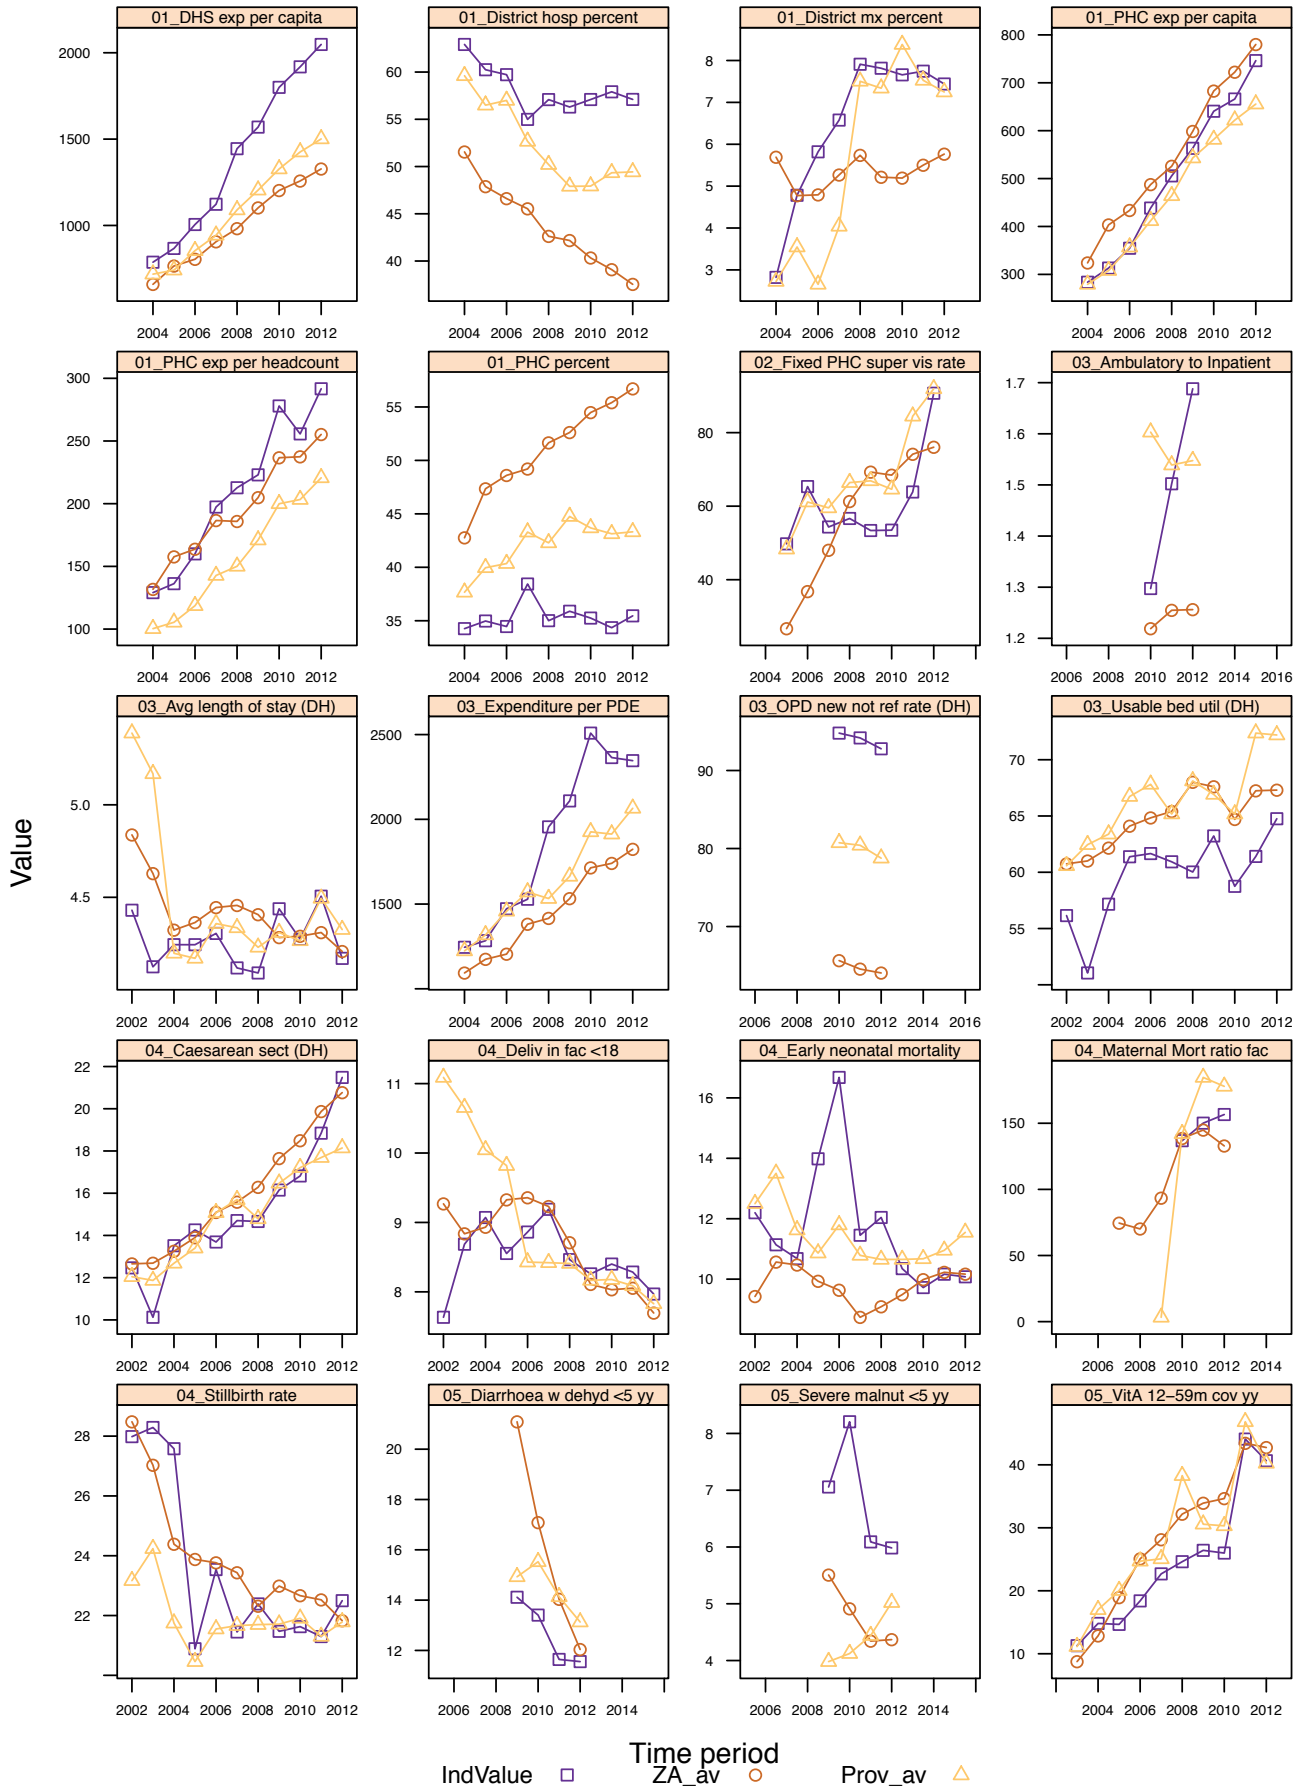 01_DHS exp per capita 01_District hosp percent 01_District mx percent 01_PHC exp per capita
2000 60 8 800
1500 55 7 700
1000 50 6 600
45 5 500
40 4 400
3 300
2004 2006 2008 2010 2012 2004 2006 2008 2010 2012 2004 2006 2008 2010 2012 2004 2006 2008 2010 2012
01_PHC exp per headcount 01_PHC percent 02_Fixed PHC super vis rate 03_Ambulatory to Inpatient
300 55 80 1.7
250 50 60 1.6
200 45 40 1.5
150 40 1.4
100 35 1.3
1.2
2004 2006 2008 2010 2012 2004 2006 2008 2010 2012 2004 2006 2008 2010 2012 2006 2008 2010 2012 2014 2016
03_Avg length of stay (DH) 03_Expenditure per PDE 03_OPD new not ref rate (DH) 03_Usable bed util (DH)
5.0 2500 90 70
4.5 2000 80 65
1500 70 60
55
2002 2004 2006 2008 2010 2012 2004 2006 2008 2010 2012 2006 2008 2010 2012 2014 2016 2002 2004 2006 2008 2010 2012
Value
04_Caesarean sect (DH) 04_Deliv in fac <18 04_Early neonatal mortality 04_Maternal Mort ratio fac
22 11 16 150
20 10 14 100
18 9 12 50
16 8 10 0
14
12
10
2002 2004 2006 2008 2010 2012 2002 2004 2006 2008 2010 2012 2002 2004 2006 2008 2010 2012 2006 2008 2010 2012 2014
04_Stillbirth rate 05_Diarrhoea w dehyd <5 yy 05_Severe malnut <5 yy 05_VitA 12–59m cov yy
28 20 8 40
26 18 7 30
24 16 6 20
22 14 5 10
12 4
2002 2004 2006 2008 2010 2012 2006 2008 2010 2012 2014 2006 2008 2010 2012 2014 2004 2006 2008 2010 2012
Time period
IndValue ZA_av Prov_av